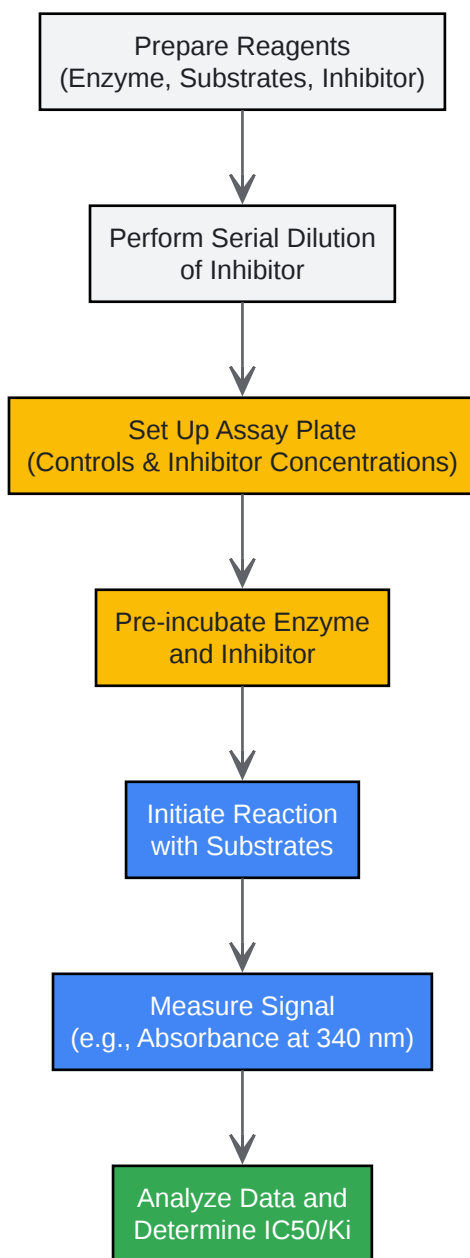 Prepare Reagents
(Enzyme, Substrates, Inhibitor)
Perform Serial Dilution
of Inhibitor
Set Up Assay Plate
(Controls & Inhibitor Concentrations)
Pre-incubate Enzyme
and Inhibitor
Initiate Reaction
with Substrates
Measure Signal
(e.g., Absorbance at 340 nm)
Analyze Data and
Determine IC50/Ki